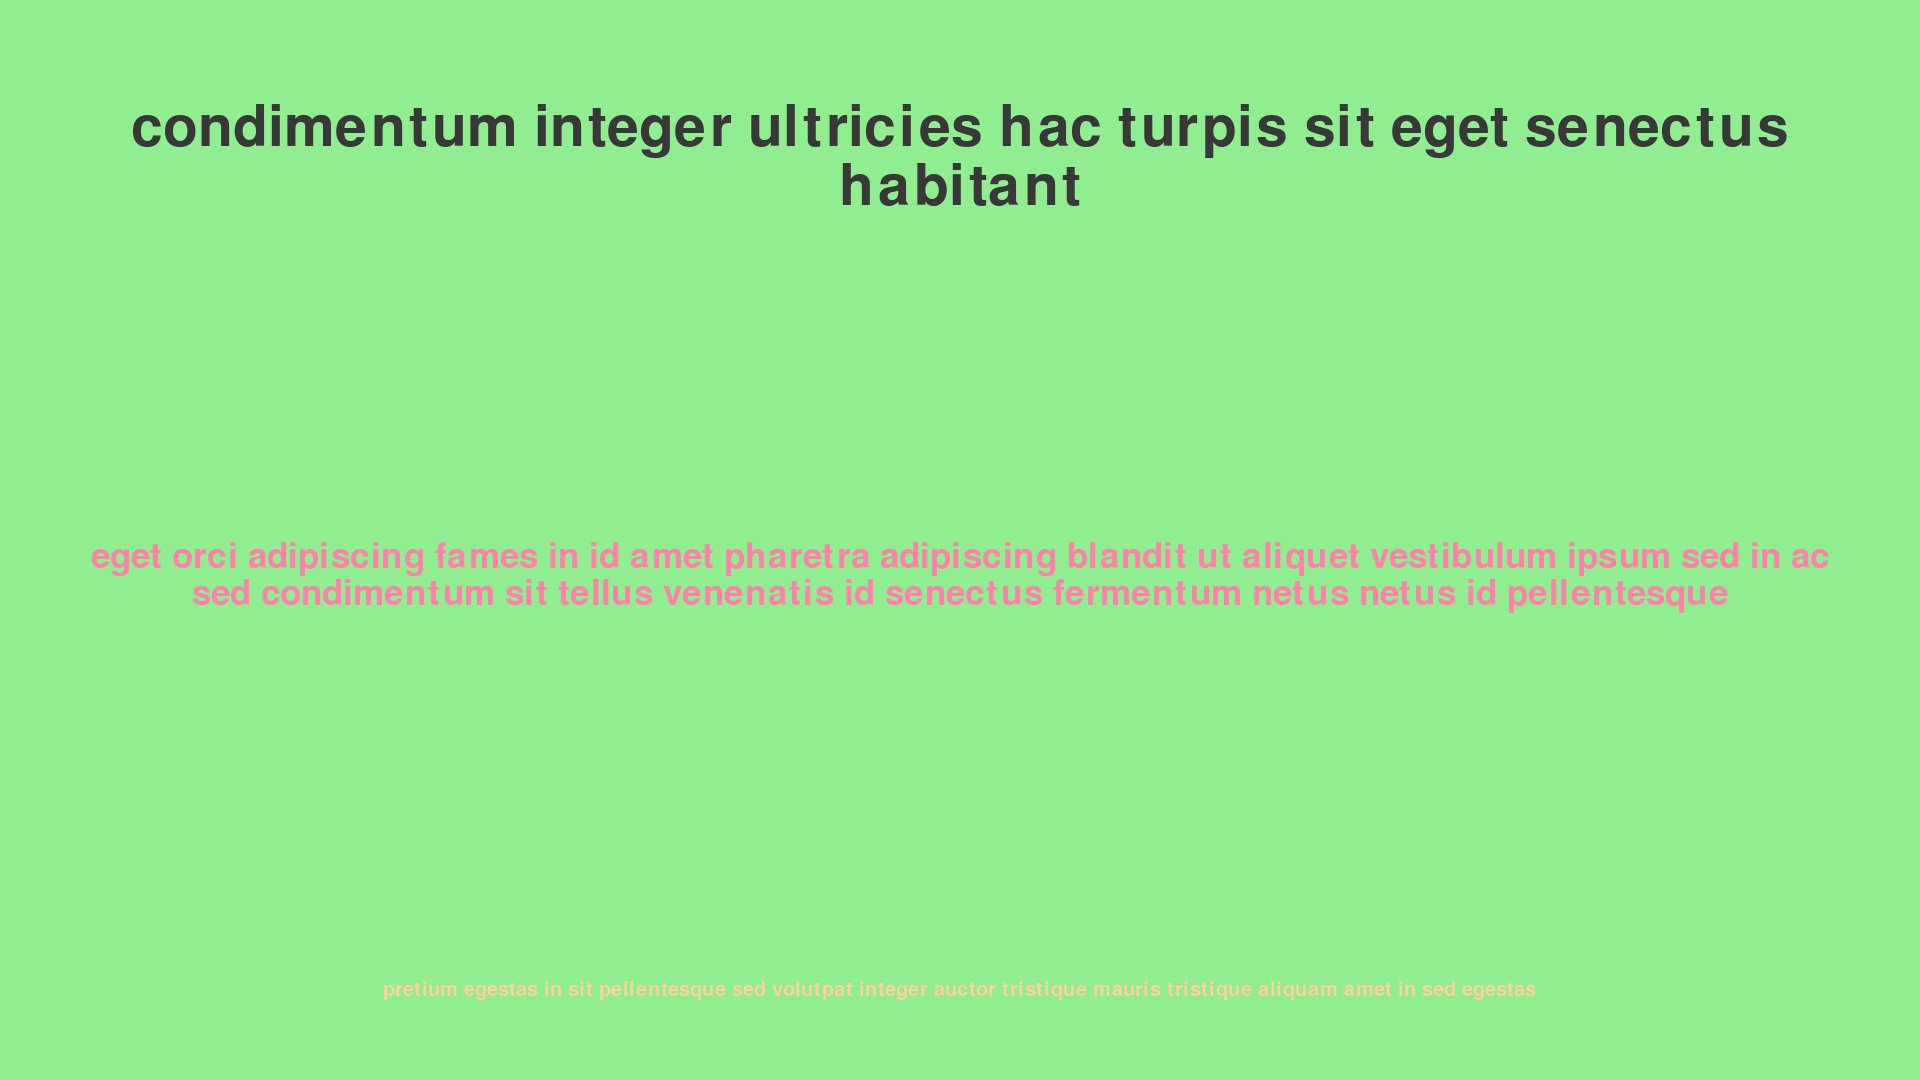 condimentum integer ultricies hac turpis sit eget senectus
habitant
eget orci adipiscing fames in id amet pharetra adipiscing blandit ut aliquet vestibulum ipsum sed in ac
sed condimentum sit tellus venenatis id senectus fermentum netus netus id pellentesque
pretium egestas in sit pellentesque sed volutpat integer auctor tristique mauris tristique aliquam amet in sed egestas